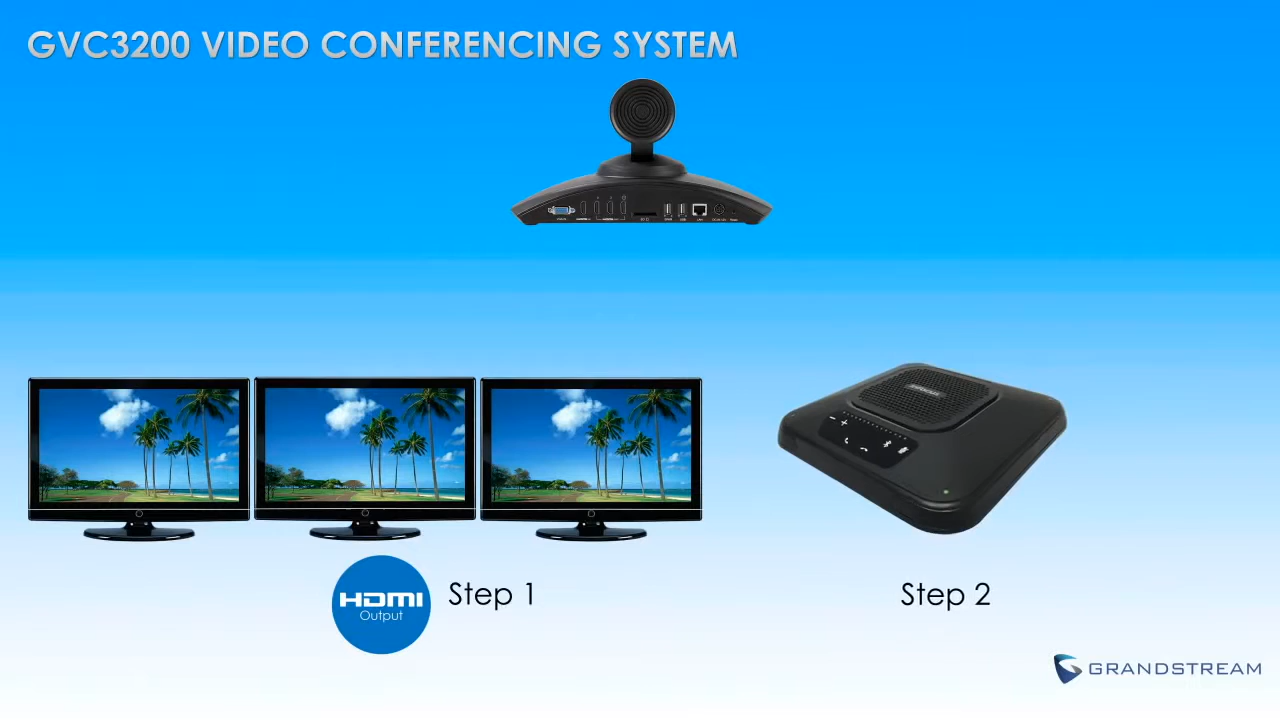 GVC3200 VIDEO CONFERENCING SYSTEM
HDMI
Output
Step 1
Step 2
GRANDSTREAM